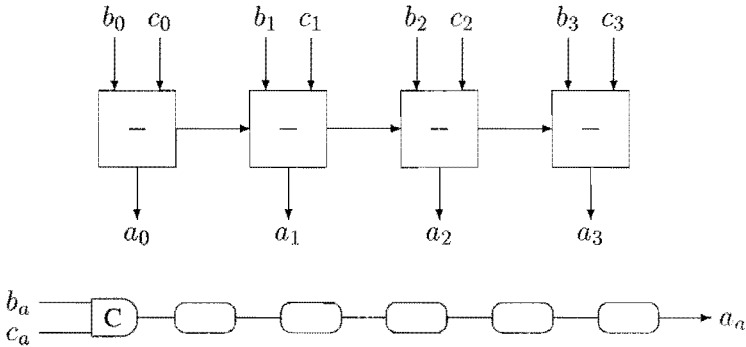 b₀ c₀ b₁ c₁ b₂ c₂ b₃ c₃
− − − −
a₀ a₁ a₂ a₃
bₐ
C
cₐ
aₐ